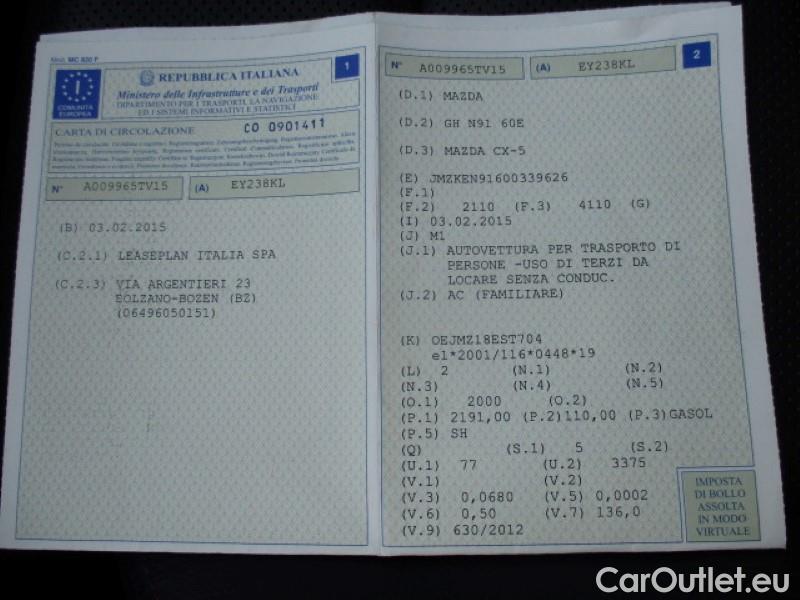 Mod. MC 820 F
I
COMUNITÀ
EUROPEA
REPUBBLICA ITALIANA
Ministero delle Infrastrutture e dei Trasporti
DIPARTIMENTO PER I TRASPORTI, LA NAVIGAZIONE
ED I SISTEMI INFORMATIVI E STATISTICI
1
CARTA DI CIRCOLAZIONE CO 0901411
N° A009965TV15 (A) EY238KL
(B) 03.02.2015
(C.2.1) LEASEPLAN ITALIA SPA
(C.2.3) VIA ARGENTIERI 23
BOLZANO-BOZEN (BZ)
(06496050151)
N° A009965TV15 (A) EY238KL
2
(D.1) MAZDA
(D.2) GH N91 60E
(D.3) MAZDA CX-5
(E) JMZKEN91600339626
(F.1)
(F.2) 2110 (F.3) 4110 (G)
(I) 03.02.2015
(J) M1
(J.1) AUTOVETTURA PER TRASPORTO DI
PERSONE -USO DI TERZI DA
LOCARE SENZA CONDUC.
(J.2) AC (FAMILIARE)
(K) OEJMZ18EST704
e1*2001/116*0448*19
(L) 2 (N.1) (N.2)
(N.3) (N.4) (N.5)
(O.1) 2000 (O.2)
(P.1) 2191,00 (P.2)110,00 (P.3)GASOL
(P.5) SH
(Q) (S.1) 5 (S.2)
(U.1) 77 (U.2) 3375
(V.1) (V.2)
(V.3) 0,0680 (V.5) 0,0002
(V.6) 0,50 (V.7) 136,0
(V.9) 630/2012
IMPOSTA
DI BOLLO
ASSOLTA
IN MODO
VIRTUALE
CarOutlet.eu